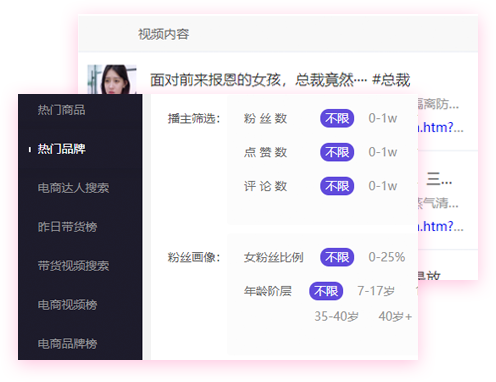 视频内容
面对前来报恩的女孩，总裁竟然···· #总裁
隔离防...
.htm?...
三...
蒸气清...
.htm?...
热门商品
热门品牌
电商达人搜索
昨日带货榜
带货视频搜索
电商视频榜
电商品牌榜
播主筛选： 粉 丝 数 不限 0-1w
点 赞 数 不限 0-1w
评 论 数 不限 0-1w
粉丝画像： 女粉丝比例 不限 0-25%
年龄阶层 不限 7-17岁
35-40岁 40岁+